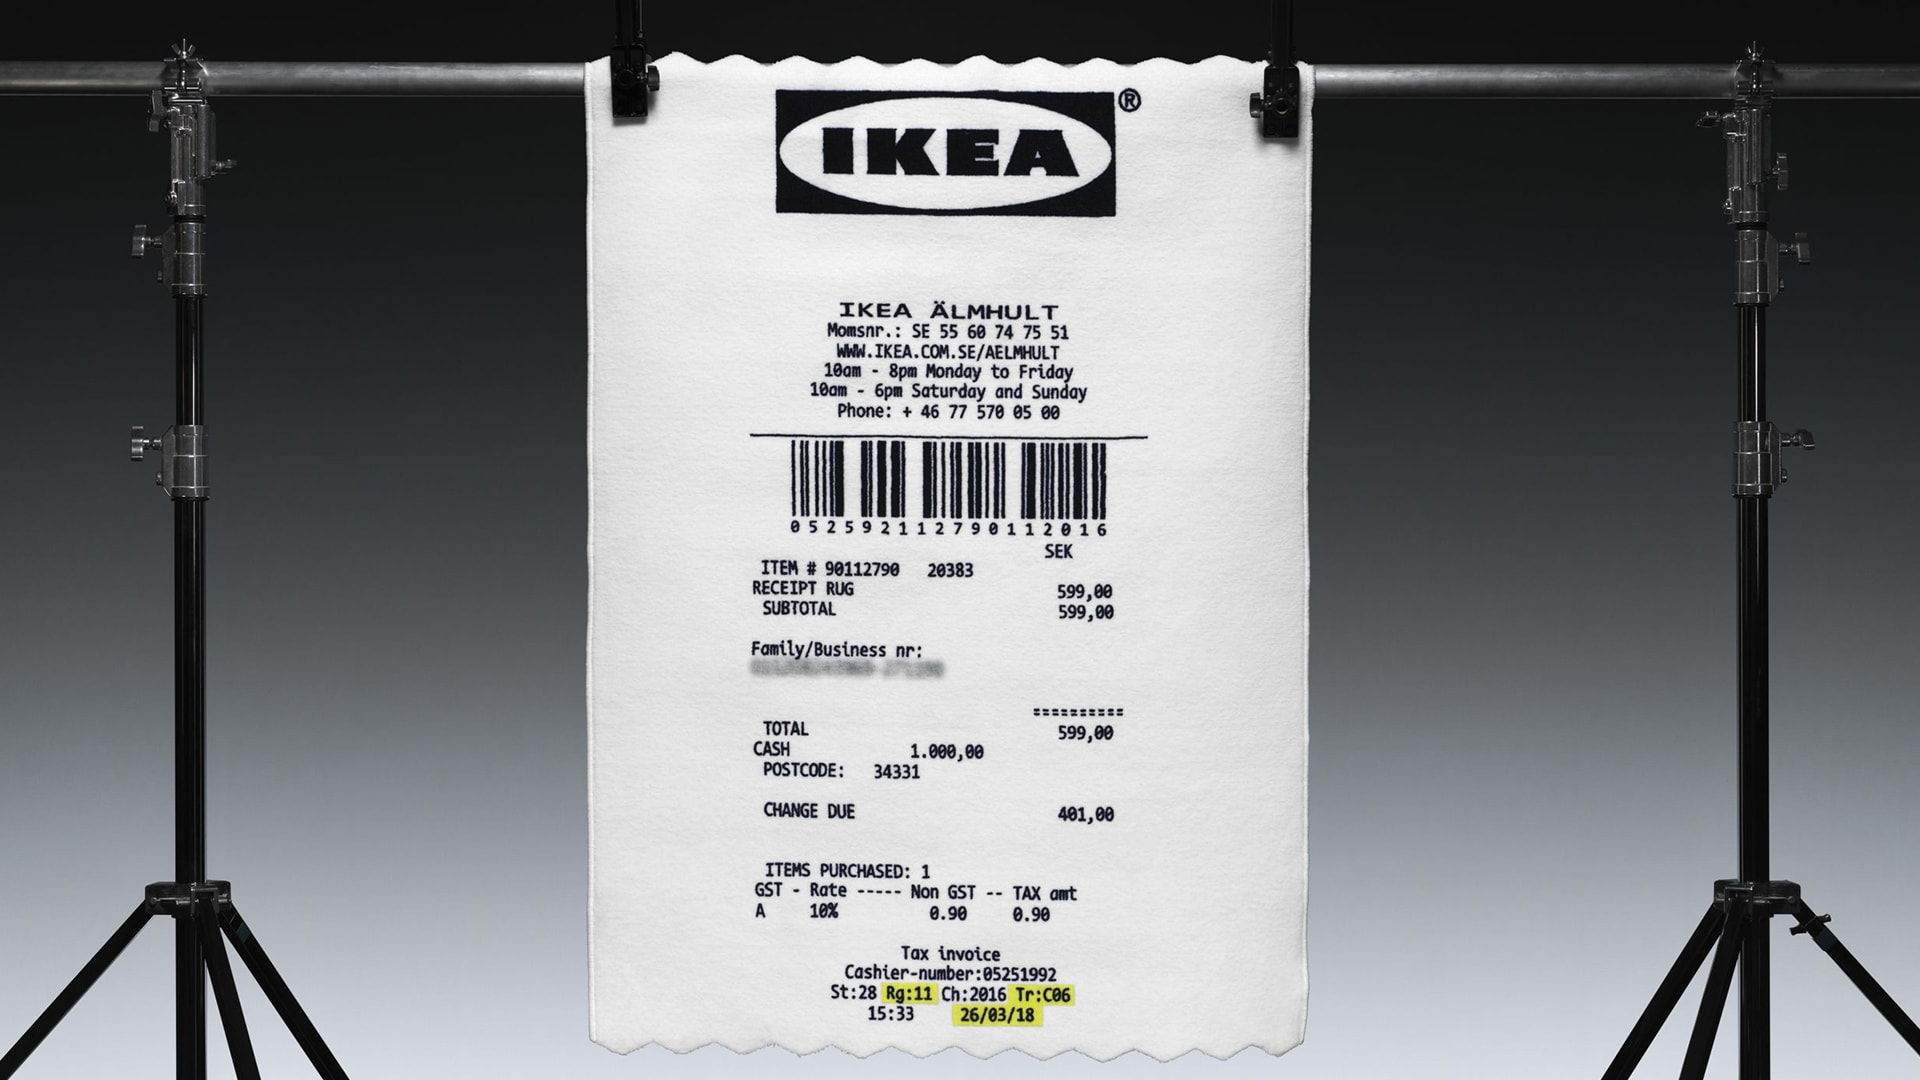 IKEA ®
IKEA ÄLMHULT
Momsnr.: SE 55 60 74 75 51
WWW.IKEA.COM.SE/AELMHULT
10am - 8pm Monday to Friday
10am - 6pm Saturday and Sunday
Phone: + 46 77 570 05 00
052592112790112016
SEK
ITEM # 90112790 20383
RECEIPT RUG 599,00
SUBTOTAL 599,00
Family/Business nr:
==========
TOTAL 599,00
CASH 1.000,00
POSTCODE: 34331
CHANGE DUE 401,00
ITEMS PURCHASED: 1
GST - Rate ----- Non GST -- TAX amt
A 10% 0.90 0.90
Tax invoice
Cashier-number:05251992
St:28 Rg:11 Ch:2016 Tr:C06
15:33 26/03/18